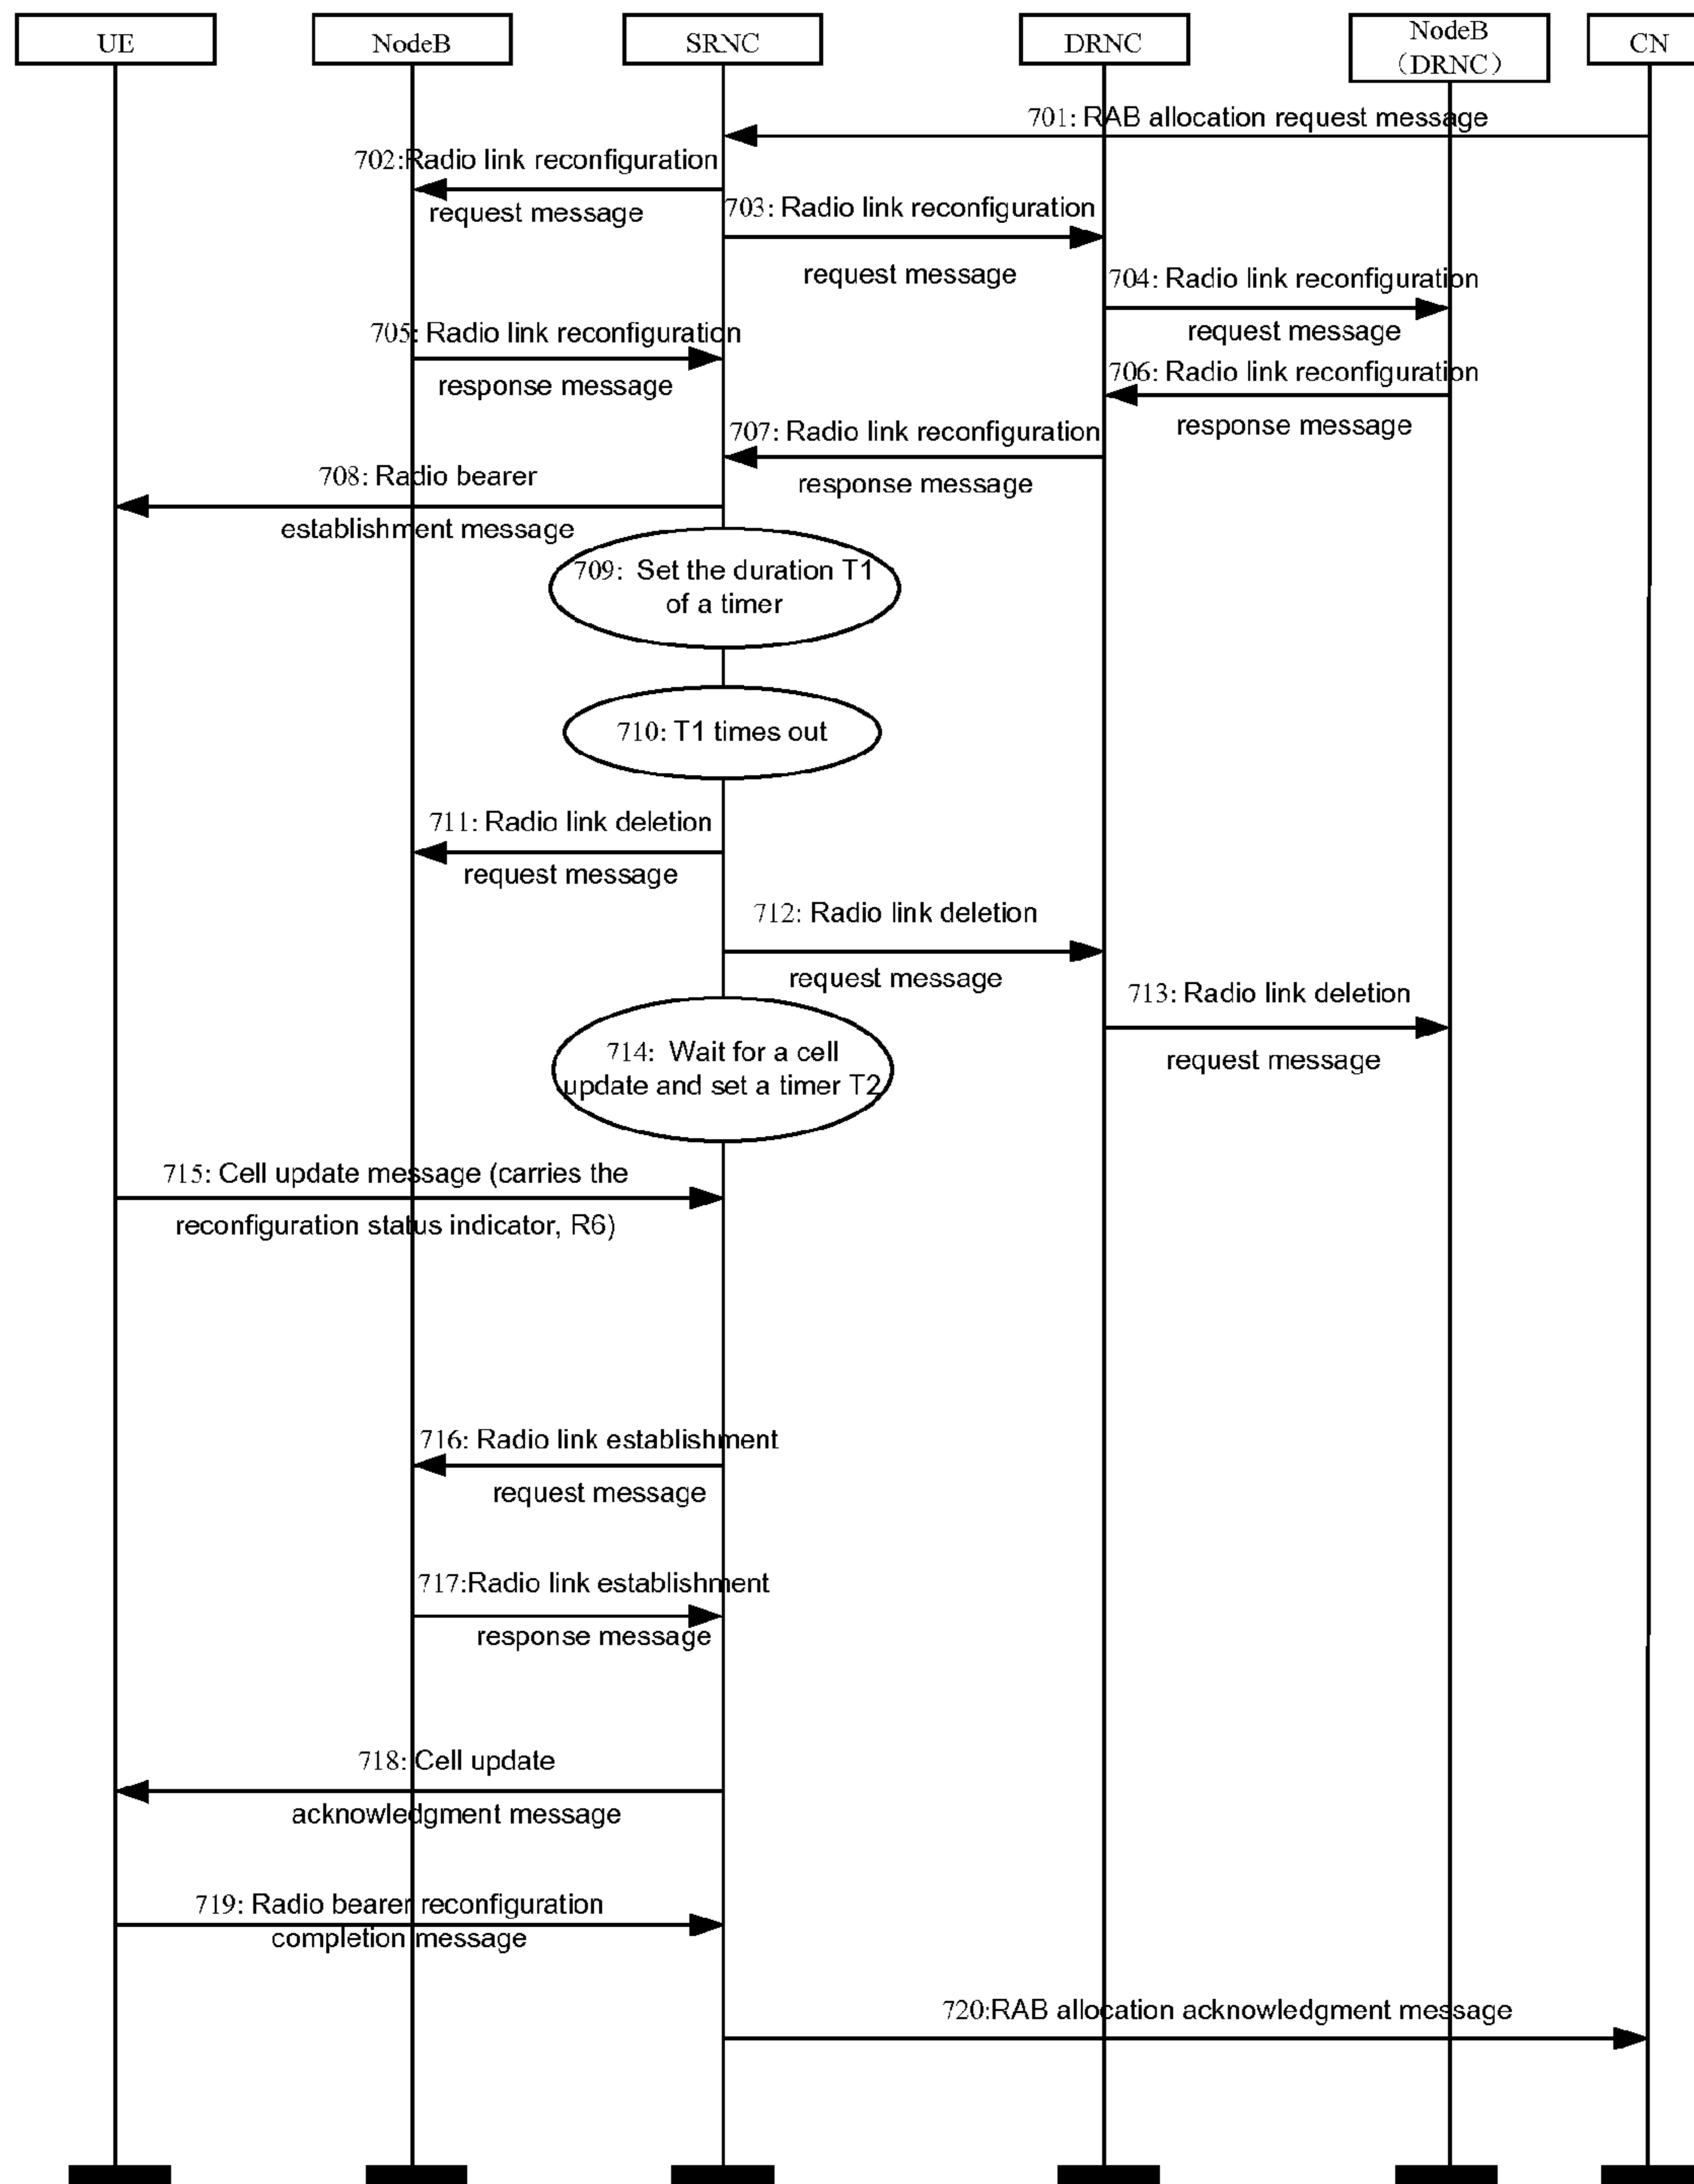 UE
NodeB
SRNC
DRNC
NodeB
（DRNC）
CN
701: RAB allocation request message
702:Radio link reconfiguration
request message
703: Radio link reconfiguration
request message
704: Radio link reconfiguration
request message
705: Radio link reconfiguration
response message
706: Radio link reconfiguration
response message
707: Radio link reconfiguration
response message
708: Radio bearer
establishment message
709: Set the duration T1
of a timer
710: T1 times out
711: Radio link deletion
request message
712: Radio link deletion
request message
713: Radio link deletion
request message
714: Wait for a cell
update and set a timer T2
715: Cell update message (carries the
reconfiguration status indicator, R6)
716: Radio link establishment
request message
717:Radio link establishment
response message
718: Cell update
acknowledgment message
719: Radio bearer reconfiguration
completion message
720:RAB allocation acknowledgment message